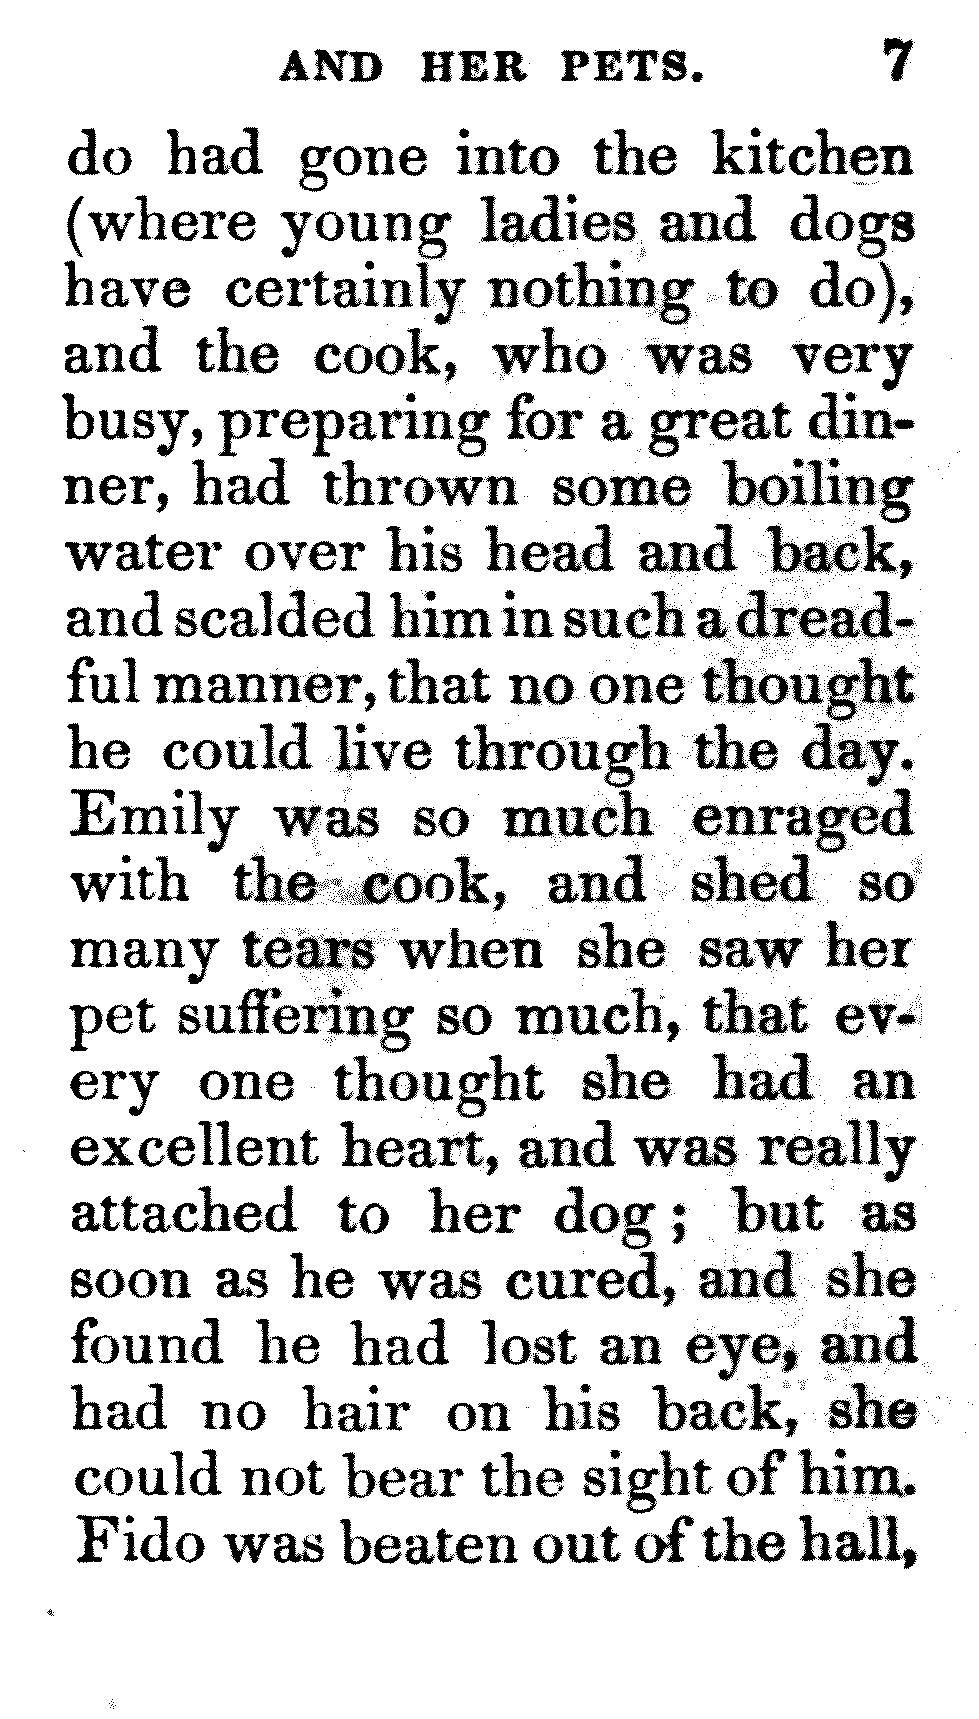 AND HER PETS. 7
do had gone into the kitchen
(where young ladies and dogs
have certainly nothing to do),
and the cook, who was very
busy, preparing for a great din-
ner, had thrown some boiling
water over his head and back,
and scalded him in such a dread-
ful manner, that no one thought
he could live through the day.
Emily was so much enraged
with the cook, and shed so
many tears when she saw her
pet suffering so much, that ev-
ery one thought she had an
excellent heart, and was really
attached to her dog; but as
soon as he was cured, and she
found he had lost an eye, and
had no hair on his back, she
could not bear the sight of him.
Fido was beaten out of the hall,